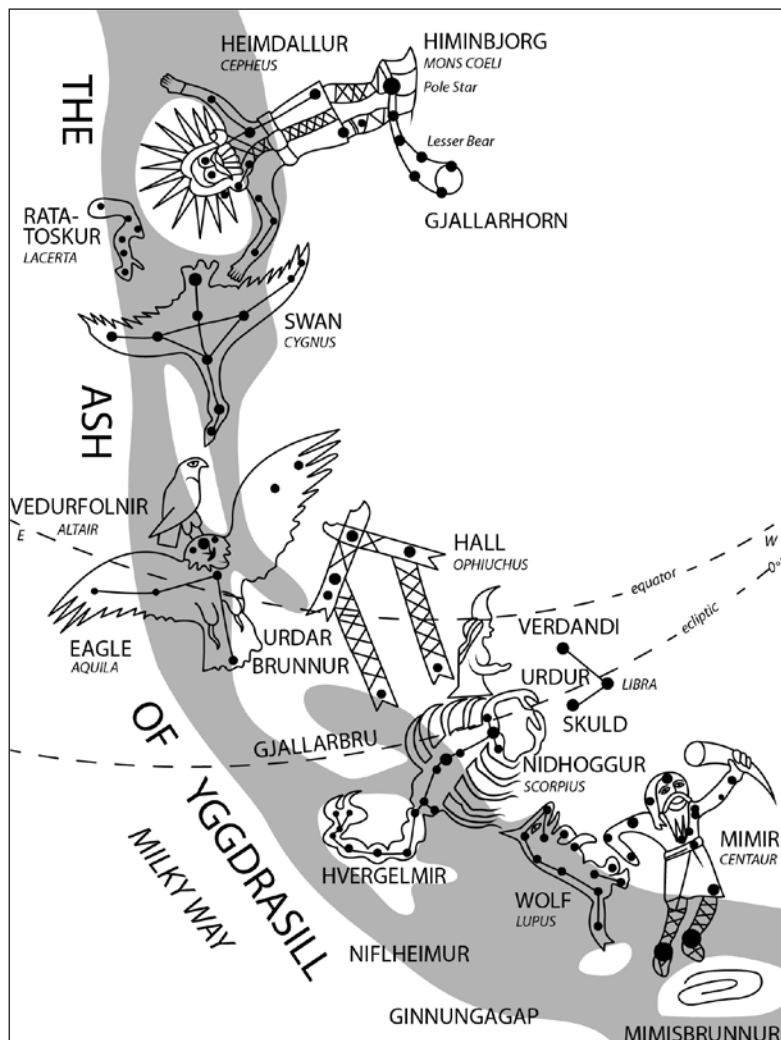 HEIMDALLUR
CEPHEUS
HIMINBJORG
MONS COELI
Pole Star
Lesser Bear
GJALLARHORN
THE
RATA-
TOSKUR
LACERTA
SWAN
CYGNUS
ASH
VEDURFOLNIR
ALTAIR
E
HALL
OPHIUCHUS
W
0°
equator
ecliptic
EAGLE
AQUILA
URDAR
BRUNNUR
VERDANDI
URDUR
LIBRA
SKULD
OF
GJALLARBRU
NIDHOGGUR
SCORPIUS
YGGDRASILL
MILKY WAY
HVERGELMIR
MIMIR
CENTAUR
WOLF
LUPUS
NIFLHEIMUR
GINNUNGAGAP
MIMISBRUNNUR